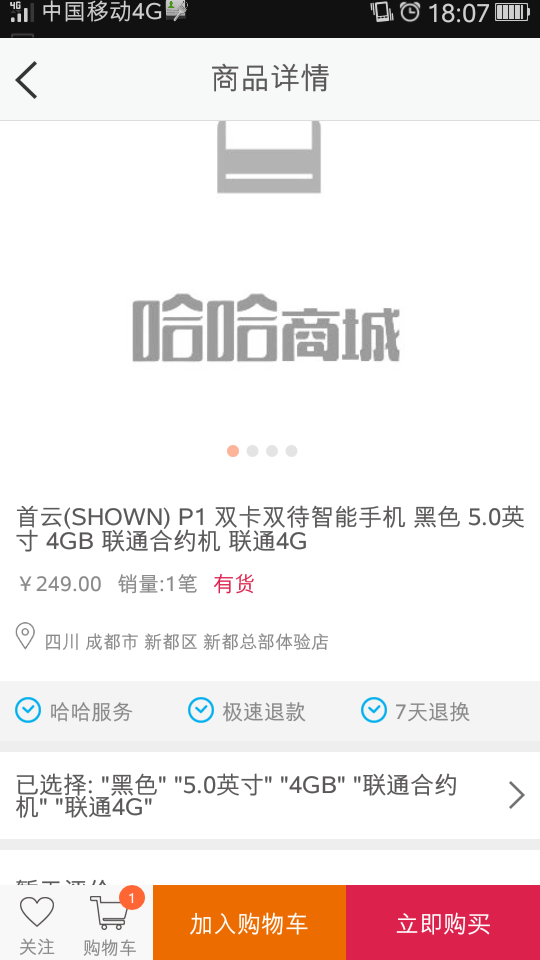 4G 中国移动4G 18:07
商品详情
哈哈商城
首云(SHOWN) P1 双卡双待智能手机 黑色 5.0英
寸 4GB 联通合约机 联通4G
￥249.00 销量:1笔 有货
四川 成都市 新都区 新都总部体验店
哈哈服务 极速退款 7天退换
已选择: "黑色" "5.0英寸" "4GB" "联通合约
机" "联通4G"
暂无评价
1
关注 购物车 加入购物车 立即购买